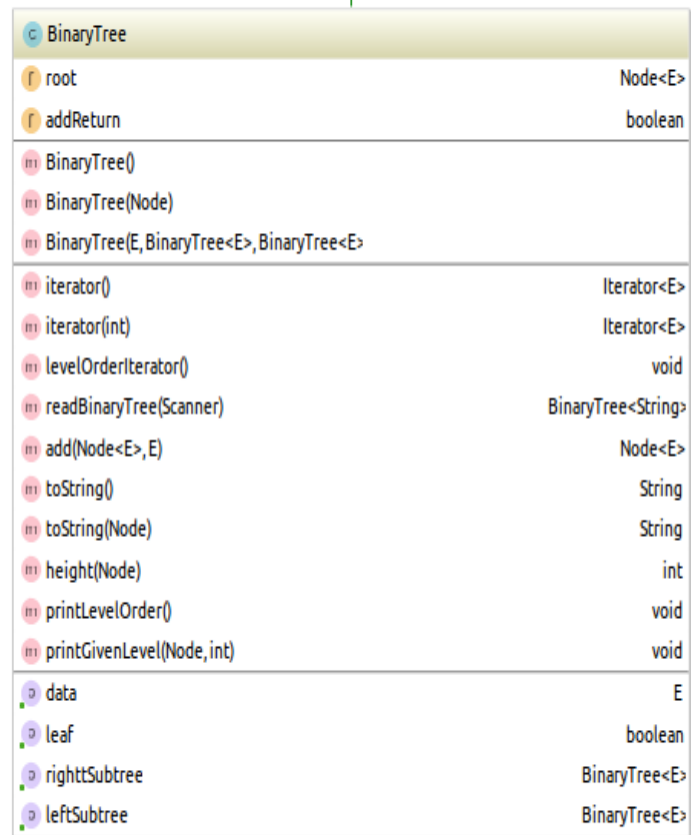 BinaryTree
root Node<E>
addReturn boolean
BinaryTree()
BinaryTree(Node)
BinaryTree(E, BinaryTree<E>, BinaryTree<E>
iterator() Iterator<E>
iterator(int) Iterator<E>
levelOrderIterator() void
readBinaryTree(Scanner) BinaryTree<String>
add(Node<E>, E) Node<E>
toString() String
toString(Node) String
height(Node) int
printLevelOrder() void
printGivenLevel(Node, int) void
data E
leaf boolean
righttSubtree BinaryTree<E>
leftSubtree BinaryTree<E>